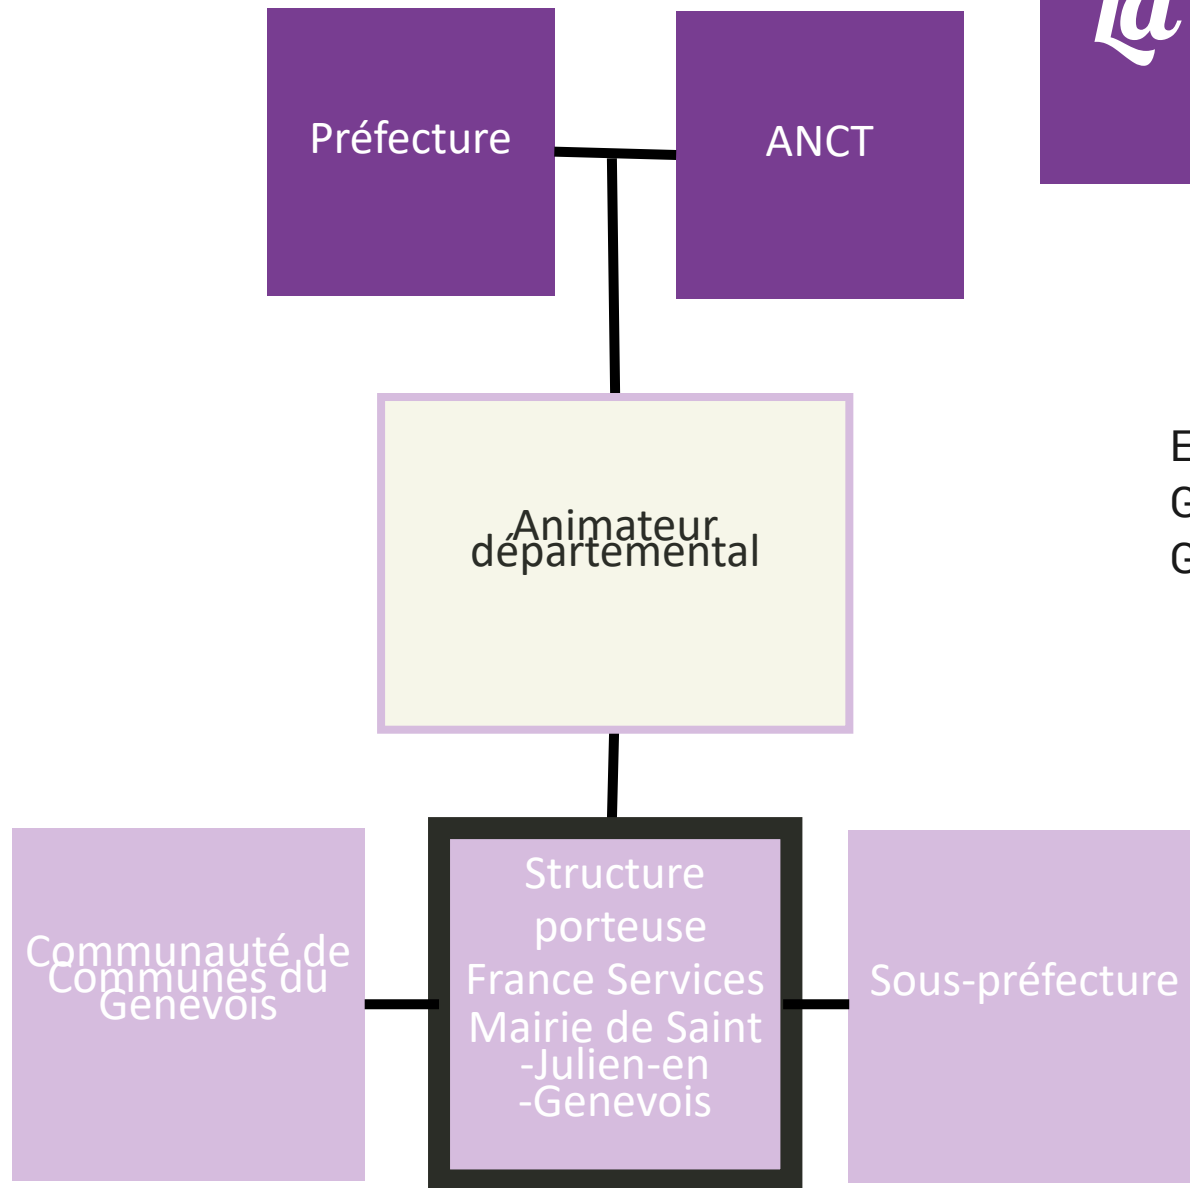 La
Préfecture
ANCT
E
G
G
Animateur
départemental
Communauté de
Communes du
Genevois
Structure
porteuse
France Services
Mairie de Saint
-Julien-en
-Genevois
Sous-préfecture